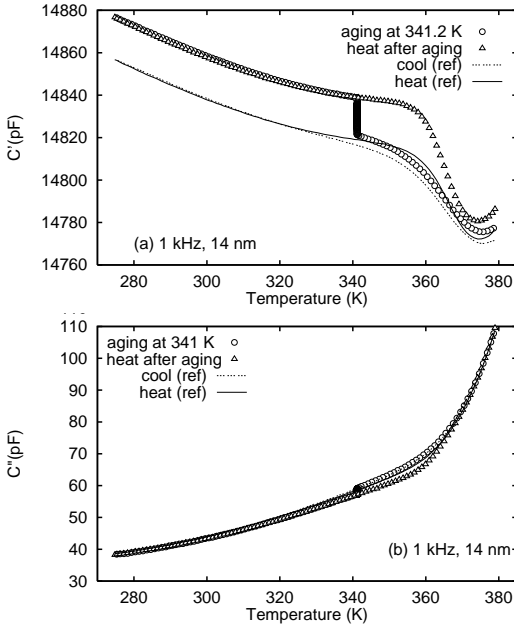 14880
14860
14840
14820
14800
14780
14760
C'(pF)
aging at 341.2 K
heat after aging
cool (ref)
heat (ref)
(a) 1 kHz, 14 nm
280 300 320 340 360 380
Temperature (K)
110
100
90
80
70
60
50
40
30
C"(pF)
aging at 341 K
heat after aging
cool (ref)
heat (ref)
(b) 1 kHz, 14 nm
280 300 320 340 360 380
Temperature (K)